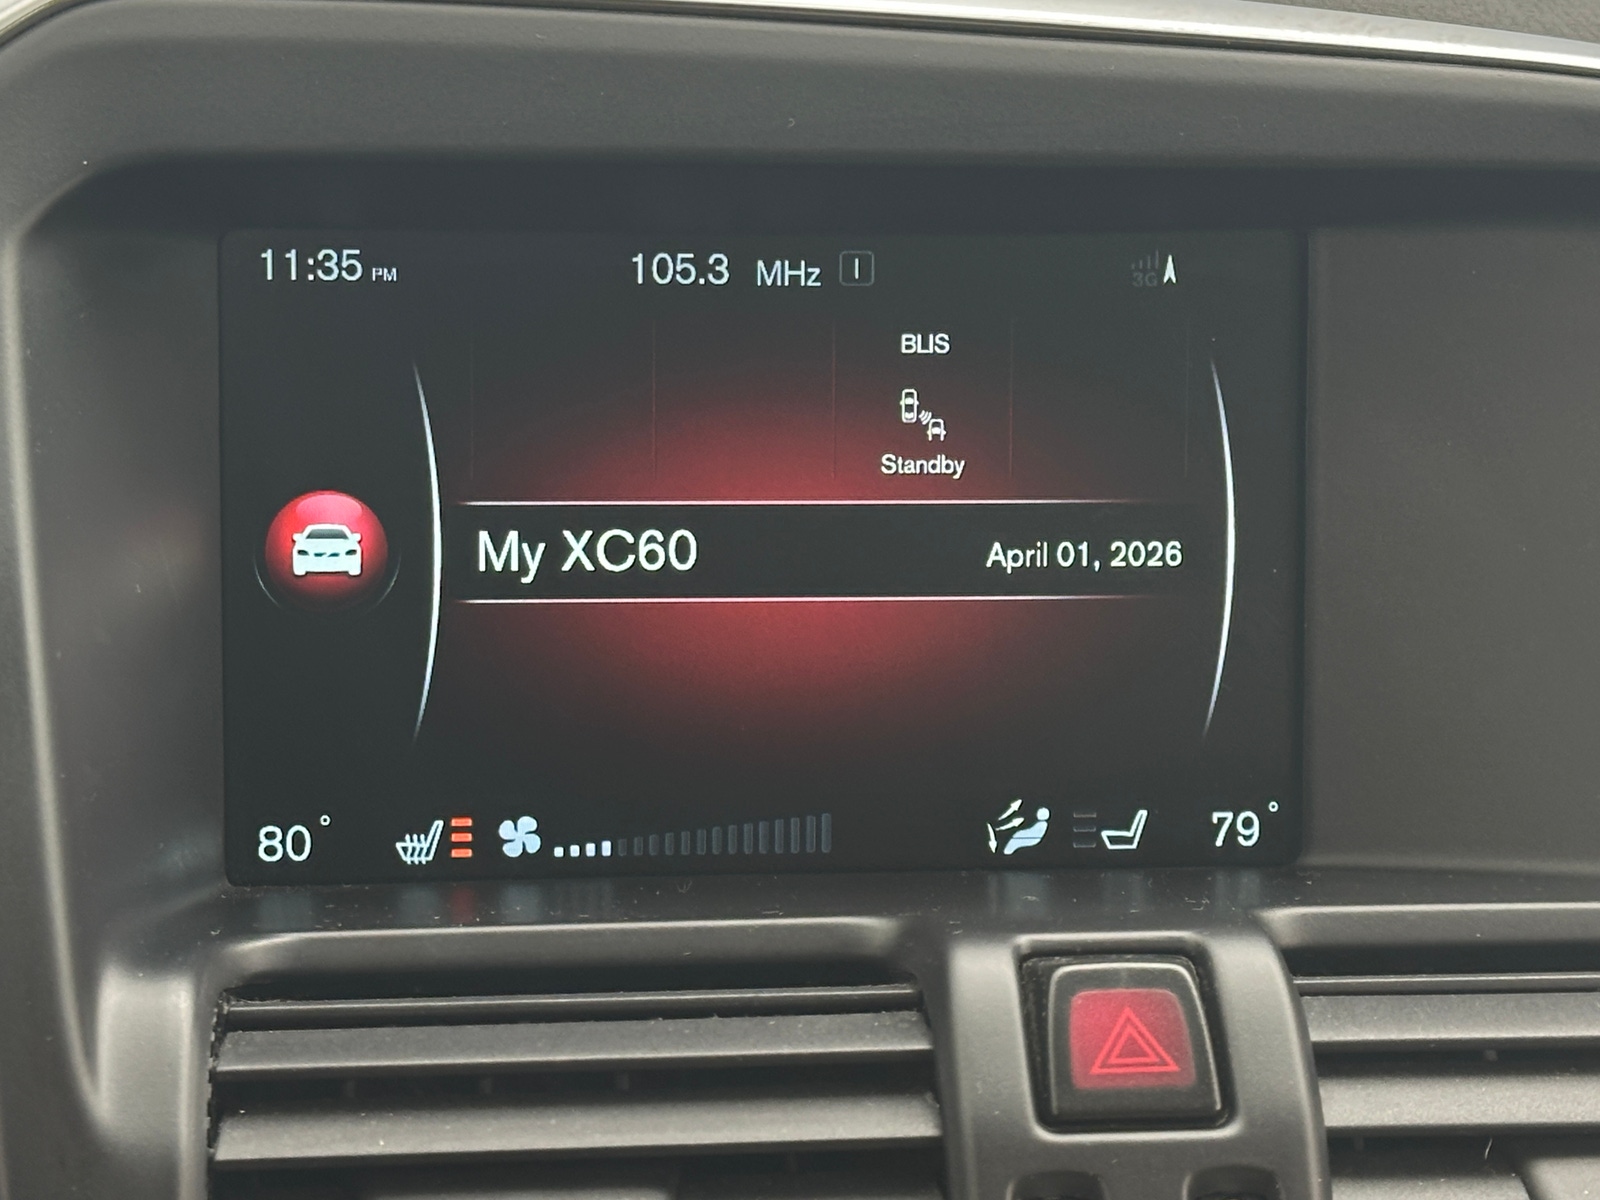 11:35 PM
105.3 MHz I
3G
BLIS
Standby
My XC60
April 01, 2026
80°
79°